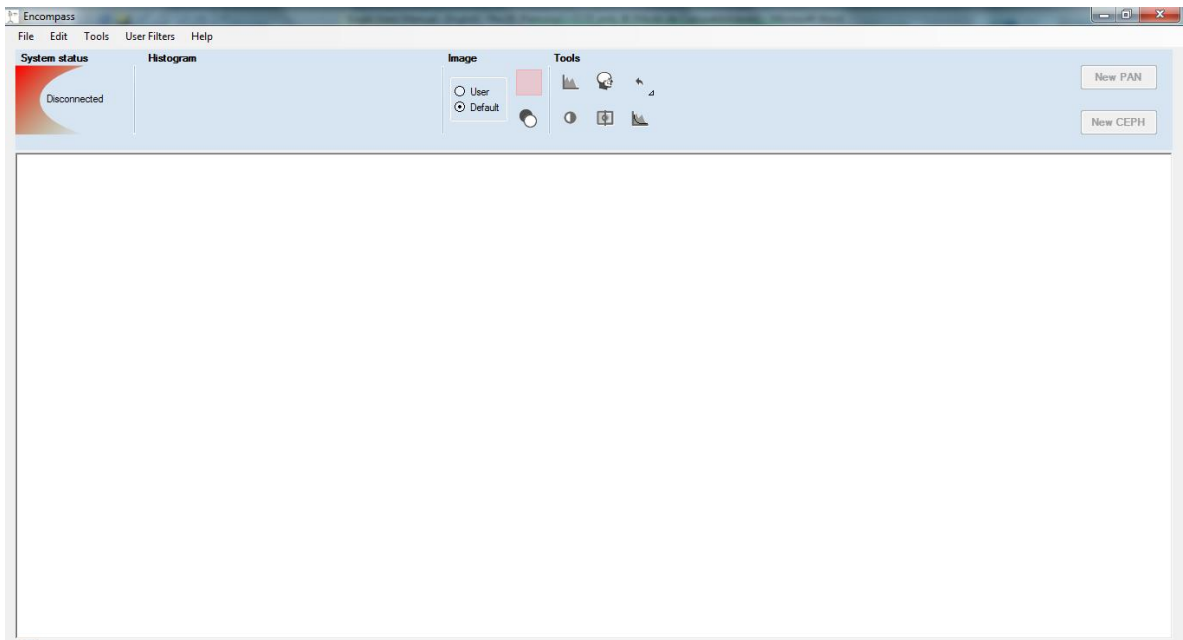 Encompass
File Edit Tools User Filters Help
System status Histogram Image Tools
Disconnected
User
Default
New PAN
New CEPH